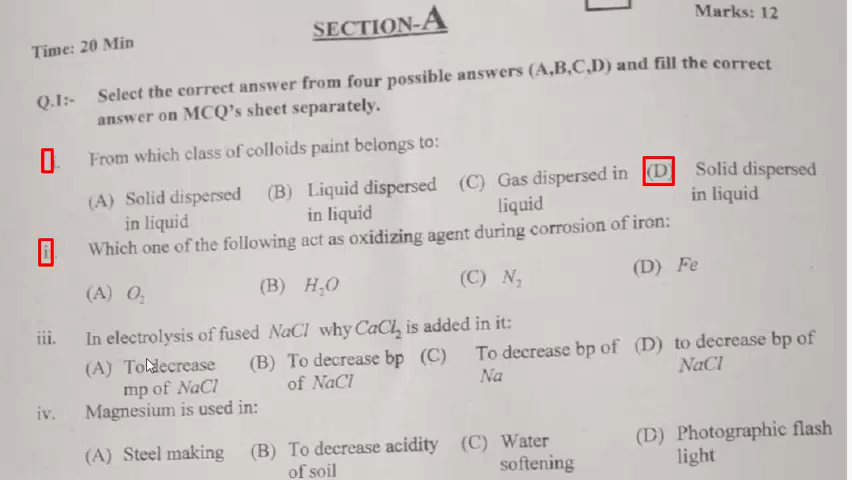 SECTION-A
Marks: 12
Time: 20 Min
Q.1:- Select the correct answer from four possible answers (A,B,C,D) and fill the correct
answer on MCQ's sheet separately.
From which class of colloids paint belongs to:
(A) Solid dispersed (B) Liquid dispersed (C) Gas dispersed in (D) Solid dispersed
in liquid in liquid liquid in liquid
ii. Which one of the following act as oxidizing agent during corrosion of iron:
(A) O₂ (B) H₂O (C) N₂ (D) Fe
iii. In electrolysis of fused NaCl why CaCl₂ is added in it:
(A) To decrease (B) To decrease bp (C) To decrease bp of (D) to decrease bp of
mp of NaCl of NaCl Na NaCl
iv. Magnesium is used in:
(A) Steel making (B) To decrease acidity (C) Water (D) Photographic flash
of soil softening light